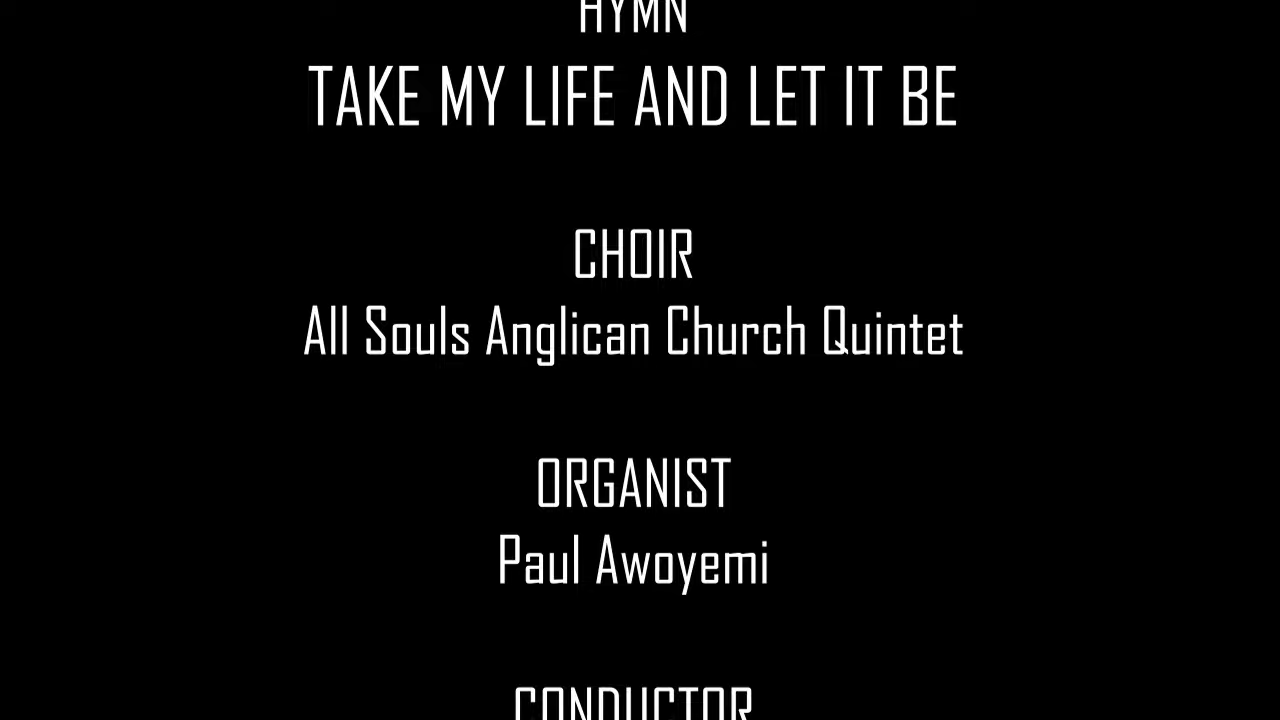 HYMN
TAKE MY LIFE AND LET IT BE
CHOIR
All Souls Anglican Church Quintet
ORGANIST
Paul Awoyemi
CONDUCTOR